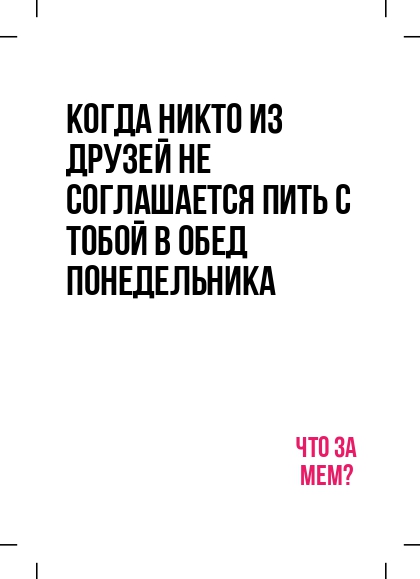 КОГДА НИКТО ИЗ
ДРУЗЕЙ НЕ
СОГЛАШАЕТСЯ ПИТЬ С
ТОБОЙ В ОБЕД
ПОНЕДЕЛЬНИКА
ЧТО ЗА
МЕМ?